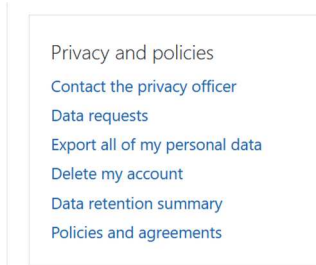 Privacy and policies
Contact the privacy officer
Data requests
Export all of my personal data
Delete my account
Data retention summary
Policies and agreements